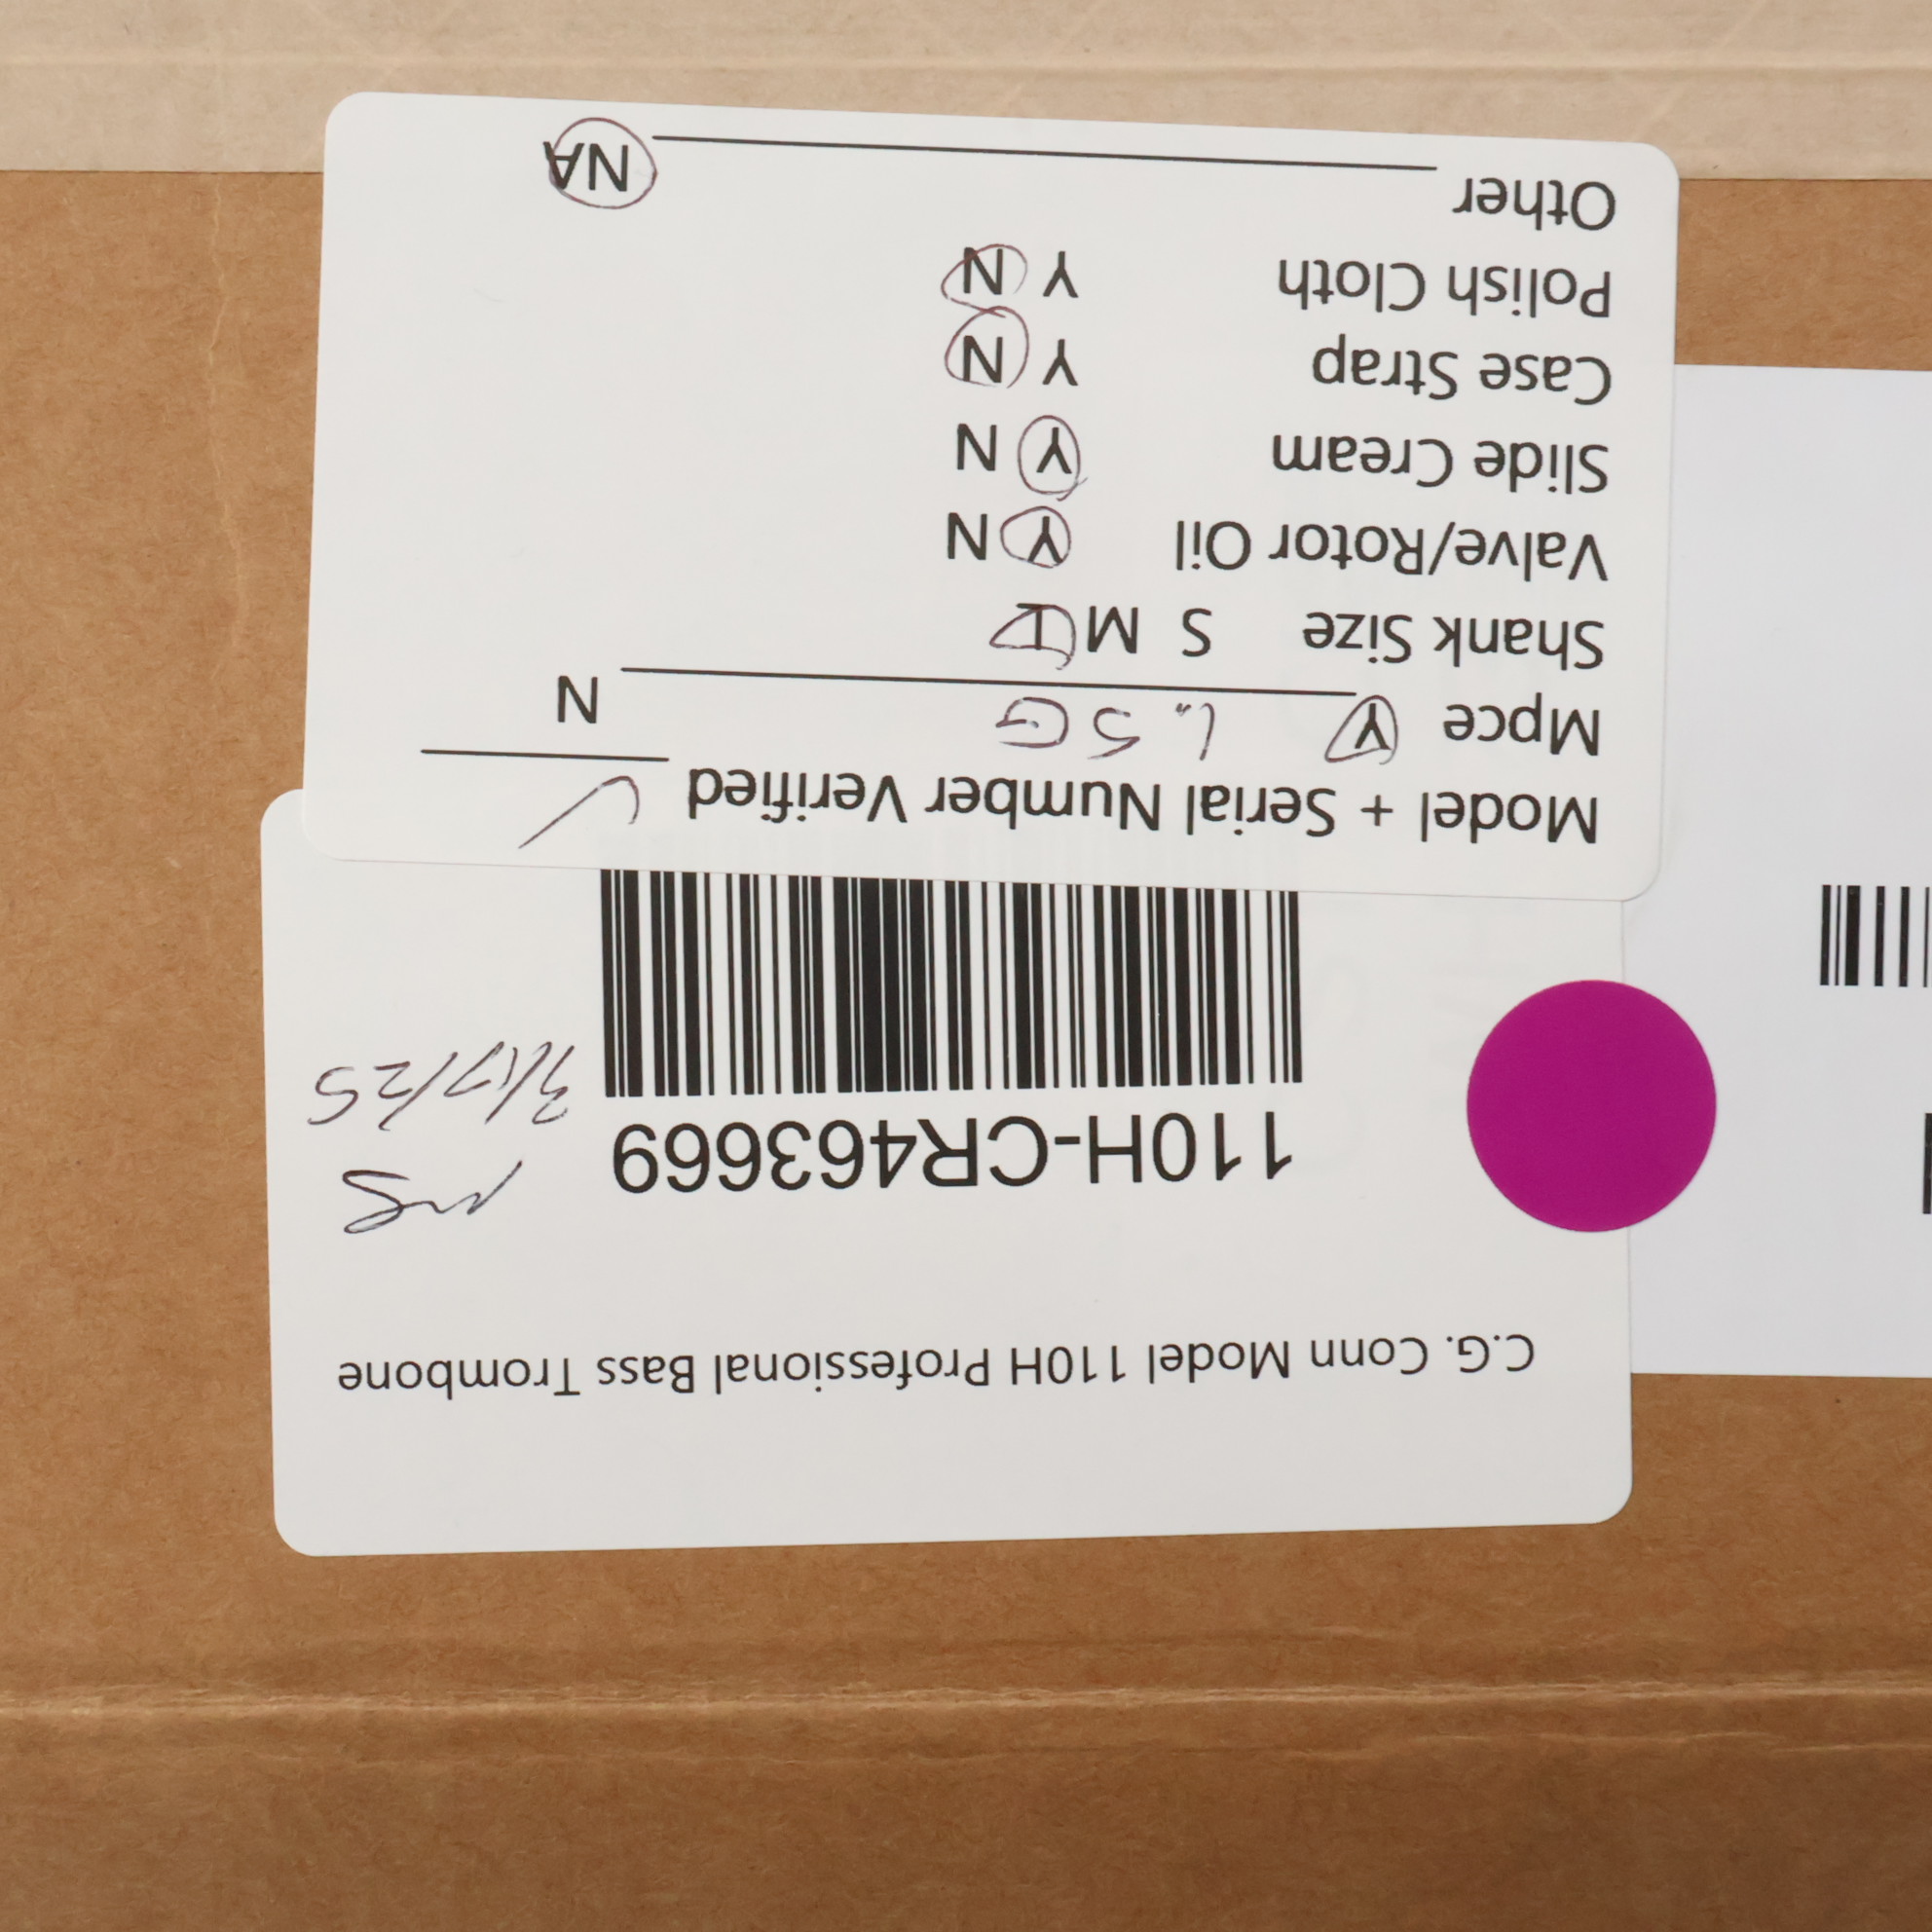 C.G. Conn Model 110H Professional Bass Trombone
110H-CR463669
Model + Serial Number Verified ✓
Mpce Y 1.5G N
Shank Size S M L
Valve/Rotor Oil Y N
Slide Cream Y N
Case Strap Y N
Polish Cloth Y N
Other NA